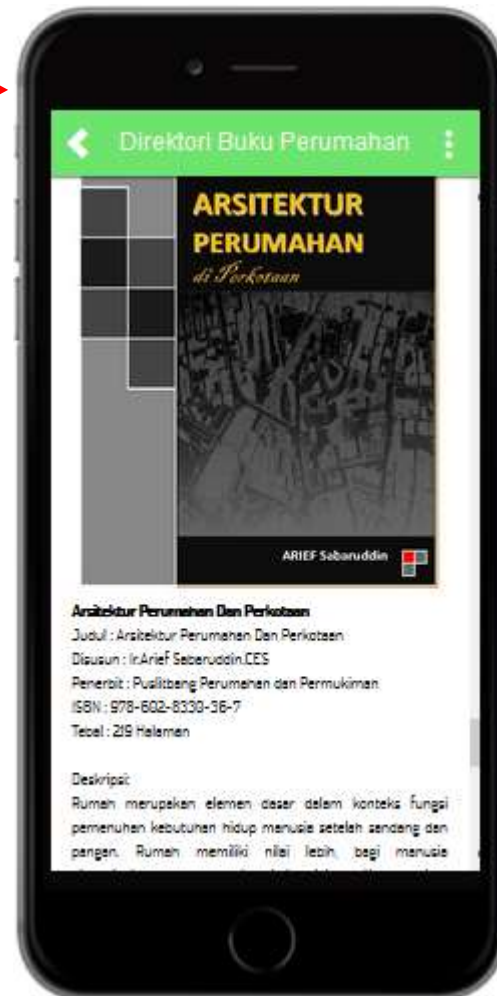 Direktori Buku Perumahan
ARSITEKTUR
PERUMAHAN
di Perkotaan
ARIEF Sabaruddin
Arsitektur Perumahan Dan Perkotaan
Judul : Arsitektur Perumahan Dan Perkotaan
Disusun : Ir.Arief Sabaruddin.CES
Penerbit : Puslitbang Perumahan dan Permukiman
ISBN : 978-602-8330-36-7
Tebal : 219 Halaman
Deskripsi:
Rumah merupakan elemen dasar dalam konteks fungsi
pemenuhan kebutuhan hidup manusia setelah sandang dan
pangan. Rumah memiliki nilai lebih, bagi manusia